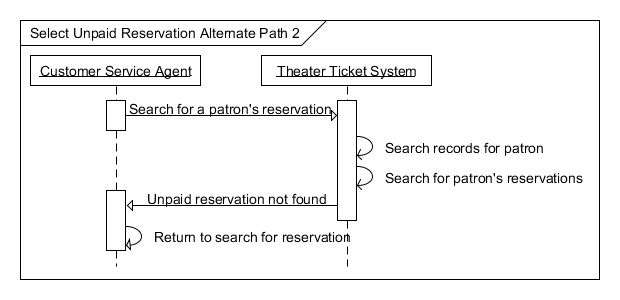 Select Unpaid Reservation Alternate Path 2
Customer Service Agent
Theater Ticket System
Search for a patron's reservation
Search records for patron
Search for patron's reservations
Unpaid reservation not found
Return to search for reservation